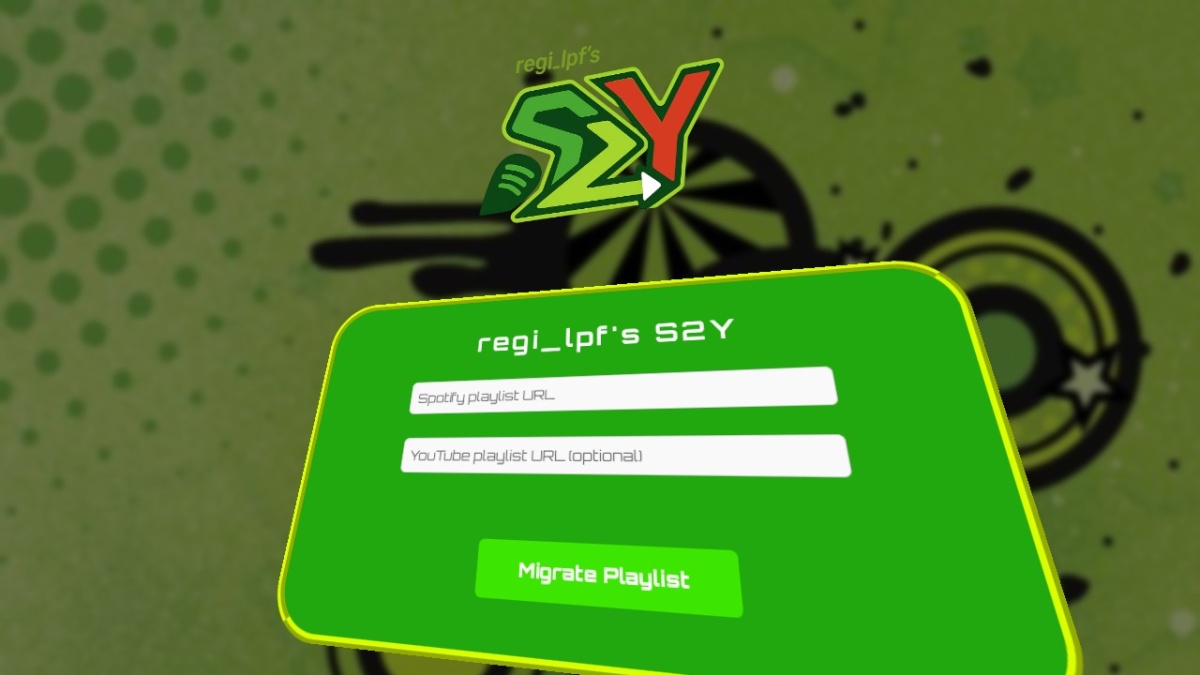 regi_lpf's
S2Y
regi_lpf's S2Y
Spotify playlist URL
YouTube playlist URL (optional)
Migrate Playlist